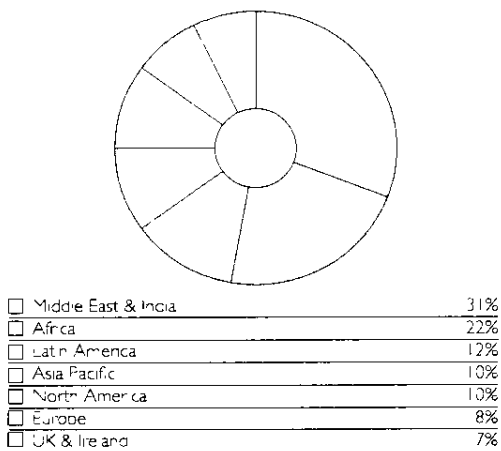 Middle East & India 31%
Africa 22%
Latin America 12%
Asia Pacific 10%
North America 10%
Europe 8%
UK & Ireland 7%